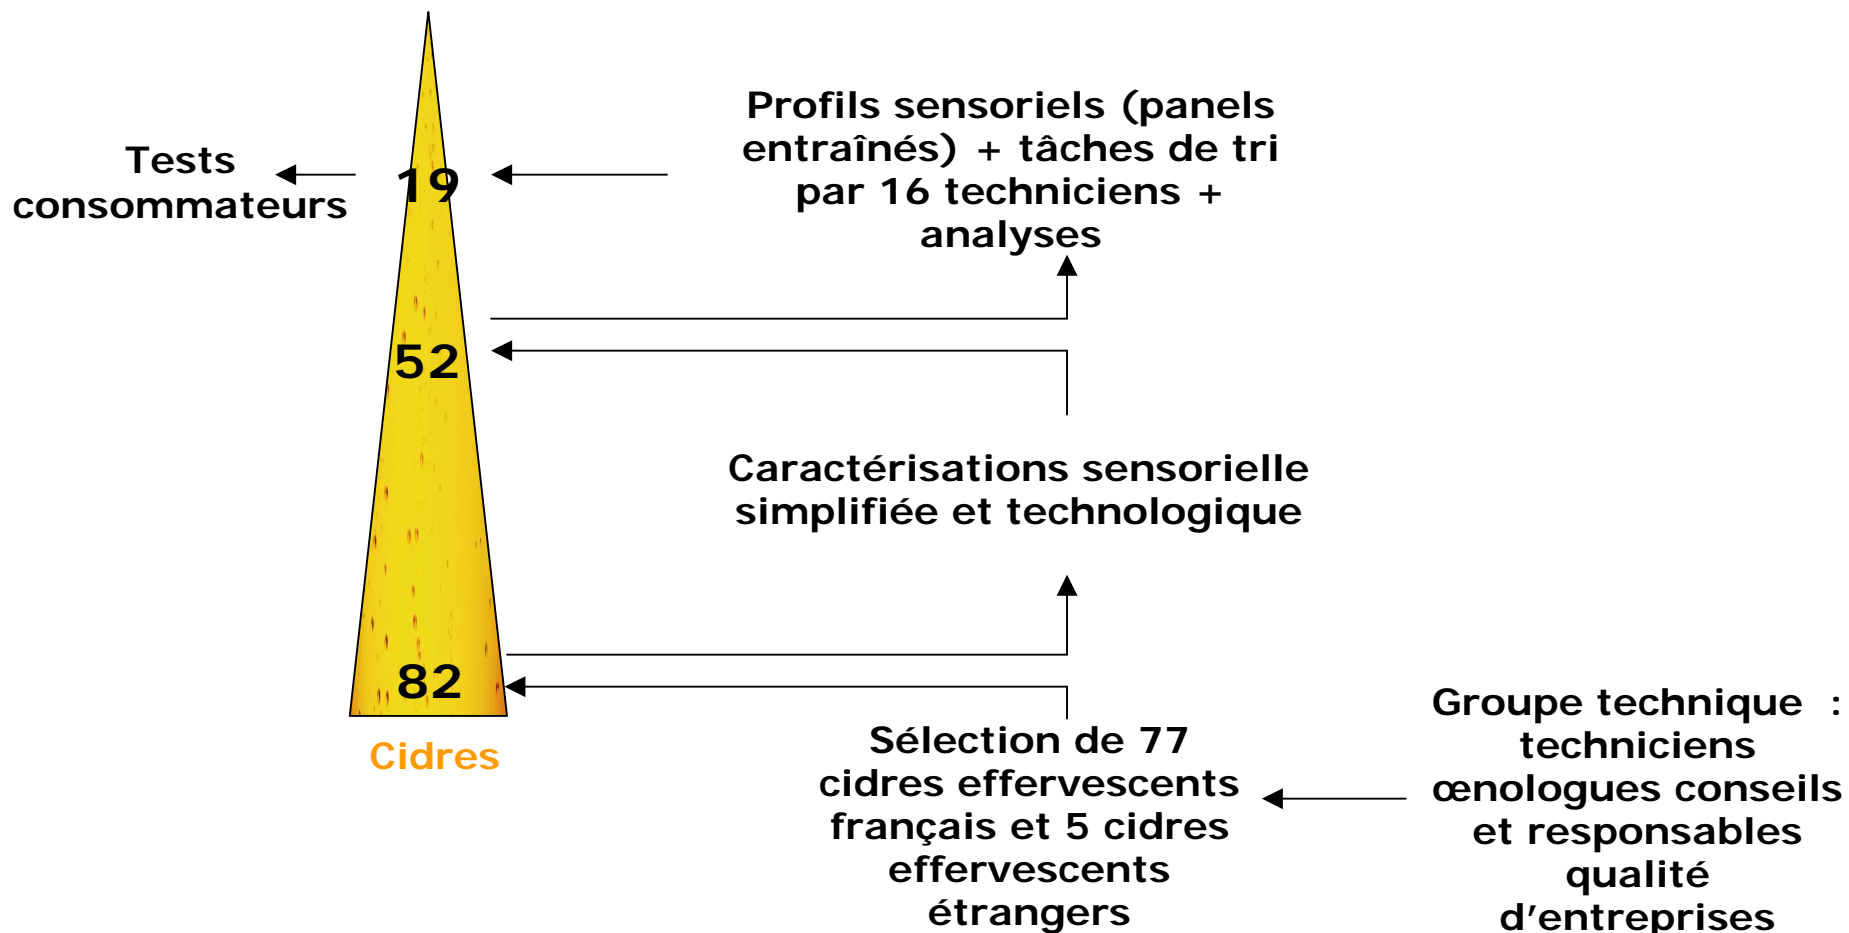 Profils sensoriels (panels
entraînés) + tâches de tri
par 16 techniciens +
analyses
Tests
consommateurs
19
52
Caractérisations sensorielle
simplifiée et technologique
82
Cidres
Sélection de 77
cidres effervescents
français et 5 cidres
effervescents
étrangers
Groupe technique :
techniciens
œnologues conseils
et responsables
qualité
d'entreprises